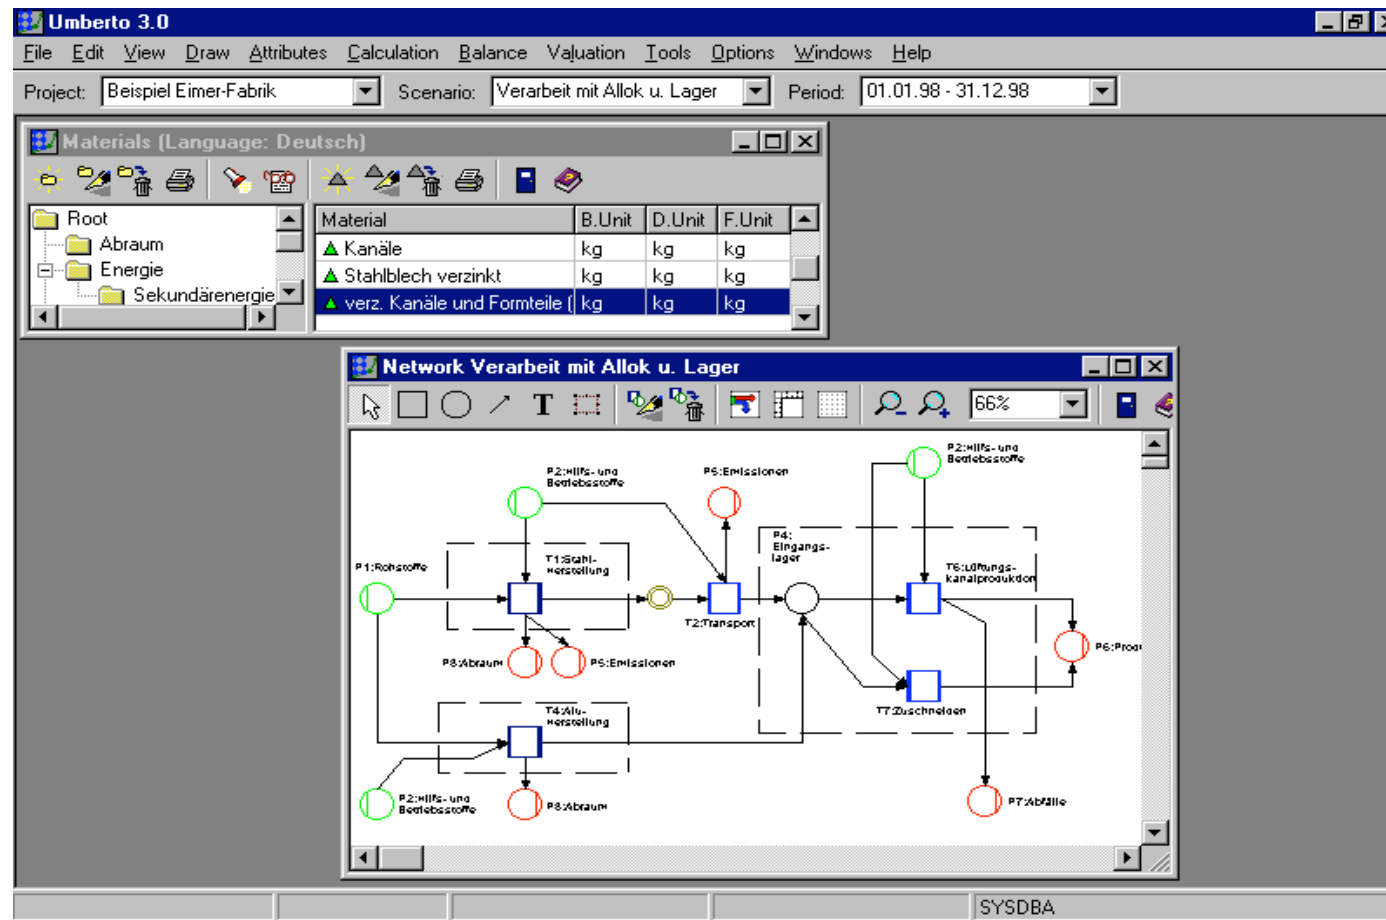 Umberto 3.0
File Edit View Draw Attributes Calculation Balance Valuation Tools Options Windows Help
Project: Beispiel Eimer-Fabrik Scenario: Verarbeit mit Allok u. Lager Period: 01.01.98 - 31.12.98
Materials (Language: Deutsch)
Root
Abraum
Energie
Sekundärenergie
Material B.Unit D.Unit F.Unit
Kanäle kg kg kg
Stahlblech verzinkt kg kg kg
verz. Kanäle und Formteile ( kg kg kg
Network Verarbeit mit Allok u. Lager
T 66%
P2:Hilfs- und
Betriebsstoffe
P5:Emissionen
P2:Hilfs- und
Betriebsstoffe
P4:
Eingangs-
lager
P1:Rohstoffe
T1:Stahl-
herstellung
T6:Lüftungs-
kanalproduktion
T2:Transport
P8:Abraum
P5:Emissionen
P6:Prod
T4:Alu-
herstellung
T7:Zuschneiden
P2:Hilfs- und
Betriebsstoffe
P8:Abraum
P7:Abfälle
SYSDBA